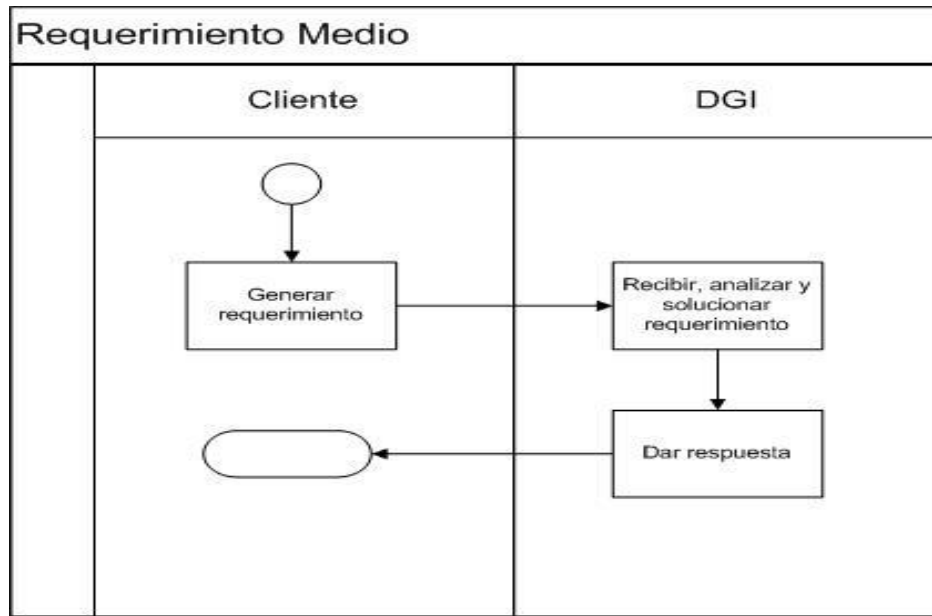 Requerimiento Medio
Cliente
DGI
Generar
requerimiento
Recibir, analizar y
solucionar
requerimiento
Dar respuesta